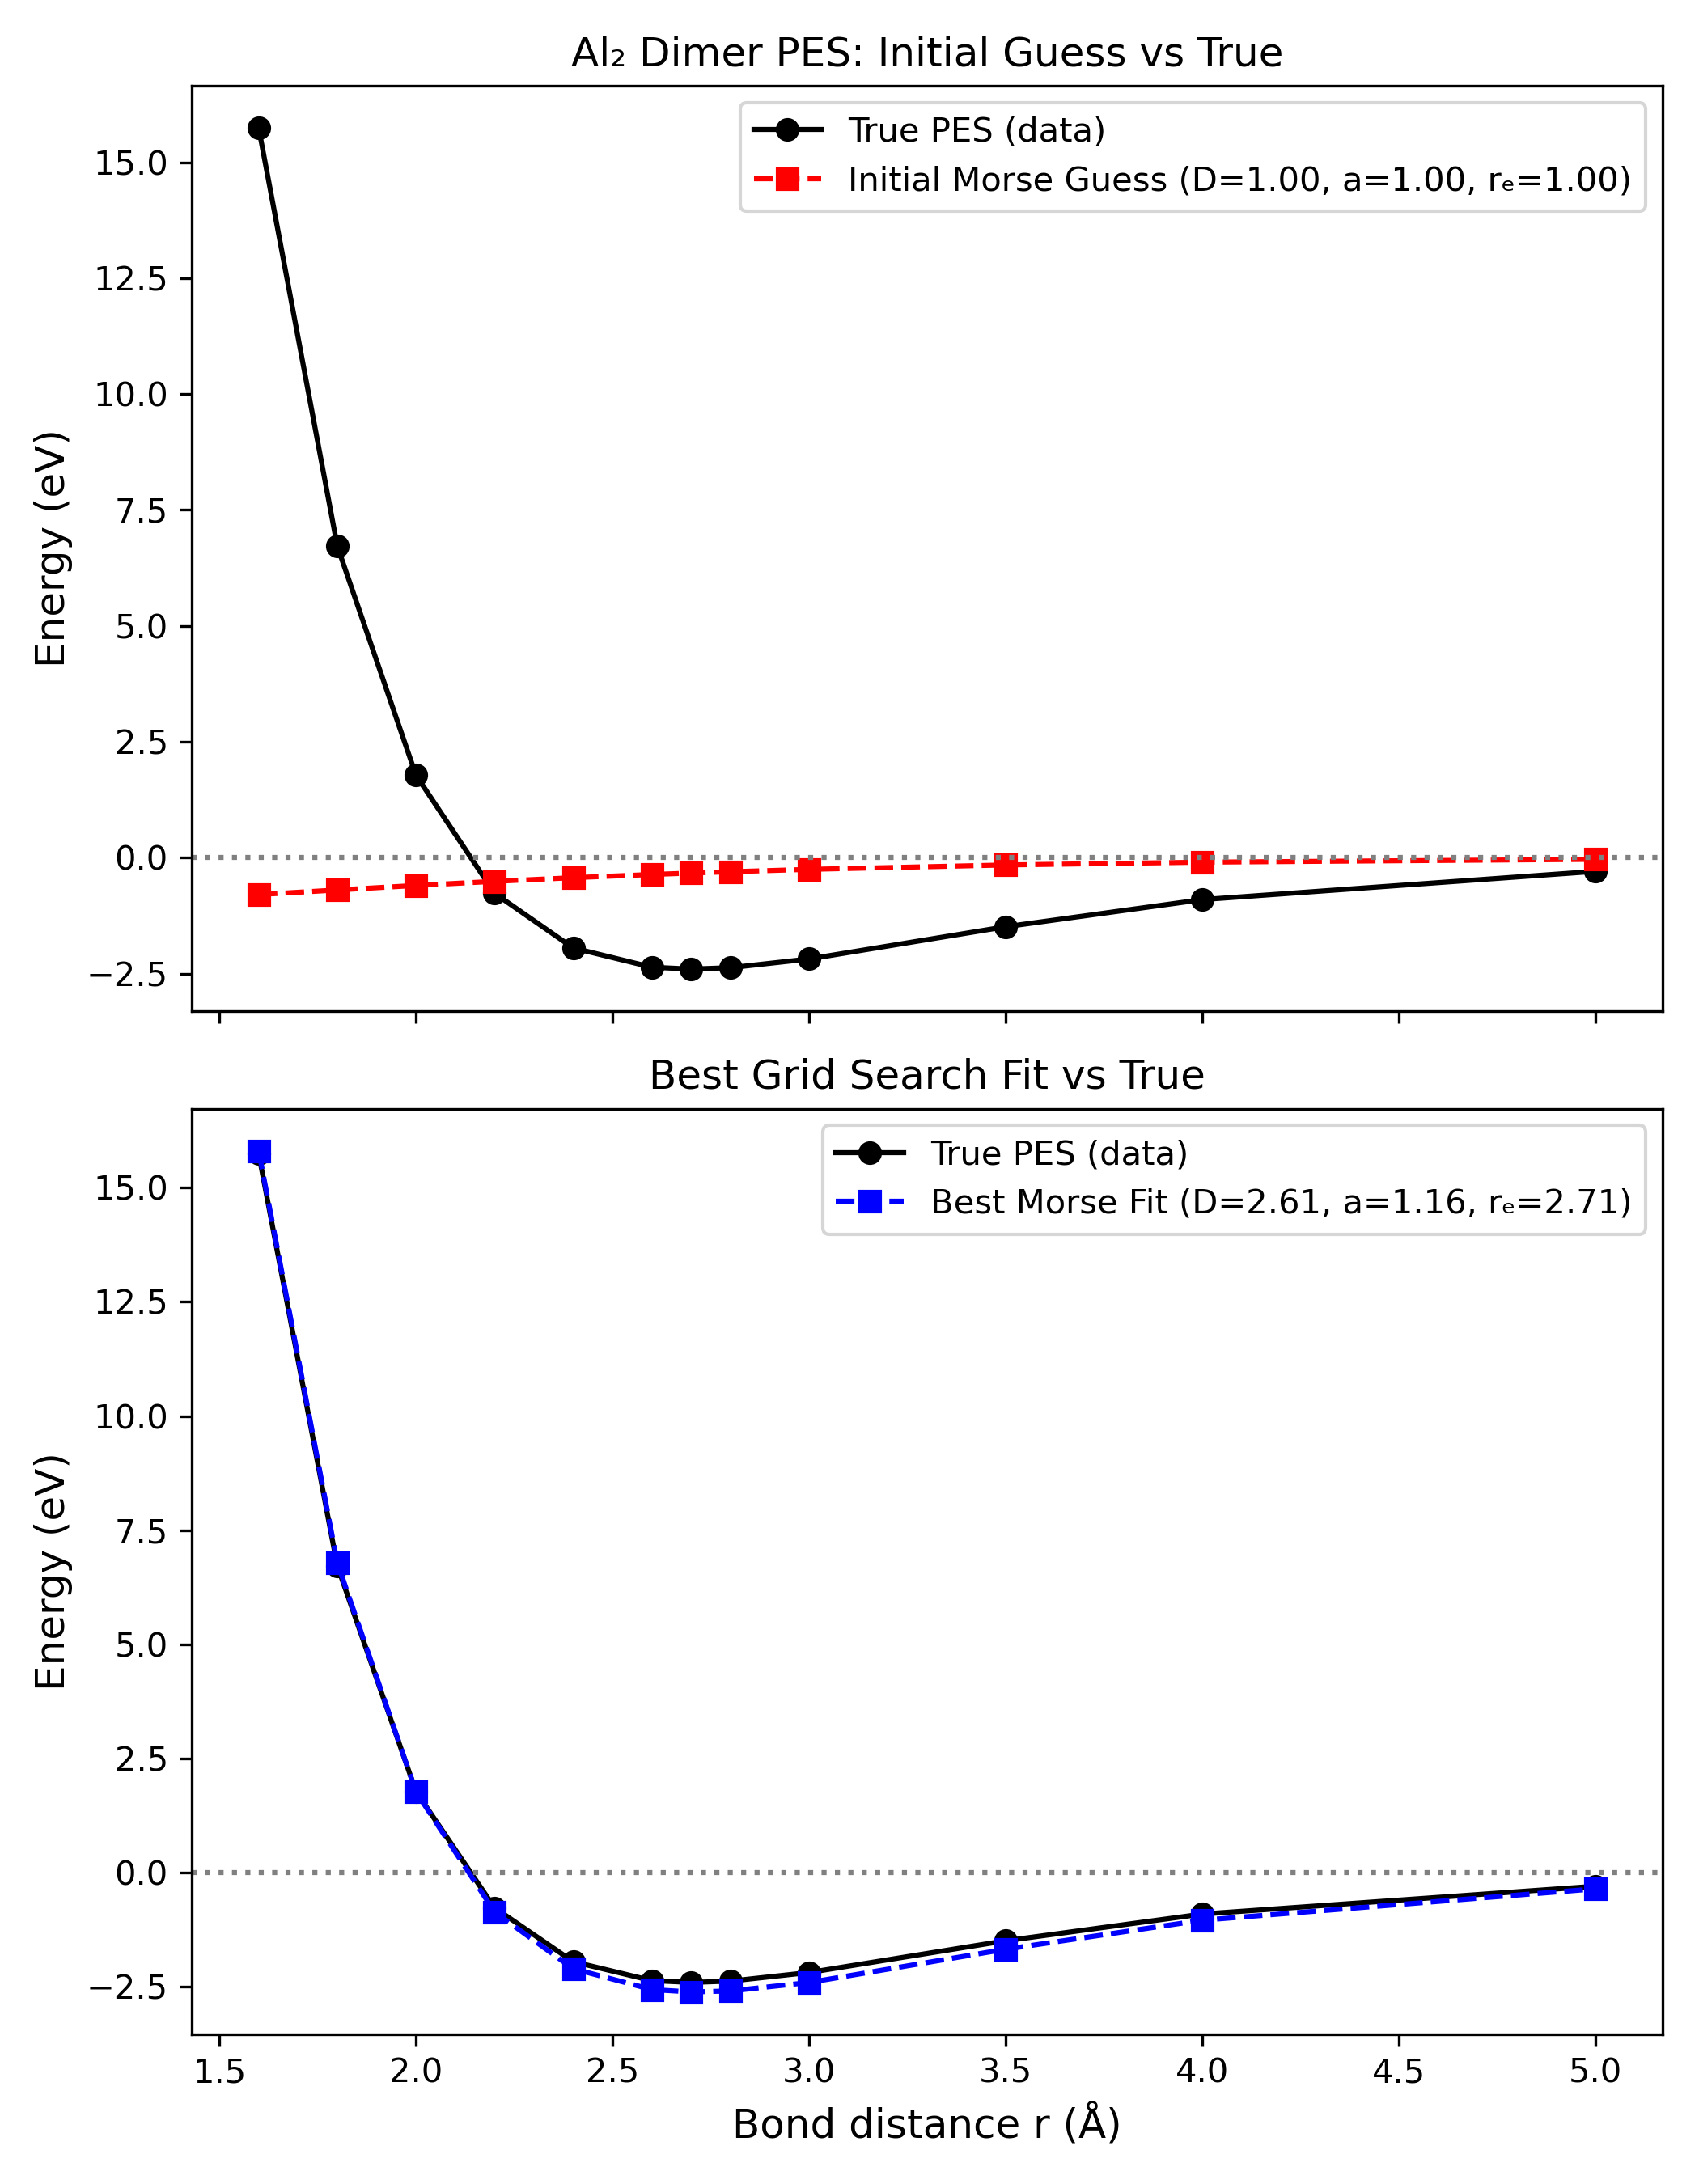 Al₂ Dimer PES: Initial Guess vs True
True PES (data)
Initial Morse Guess (D=1.00, a=1.00, rₑ=1.00)
Energy (eV)
15.0
12.5
10.0
7.5
5.0
2.5
0.0
−2.5
Best Grid Search Fit vs True
True PES (data)
Best Morse Fit (D=2.61, a=1.16, rₑ=2.71)
Energy (eV)
15.0
12.5
10.0
7.5
5.0
2.5
0.0
−2.5
1.5 2.0 2.5 3.0 3.5 4.0 4.5 5.0
Bond distance r (Å)